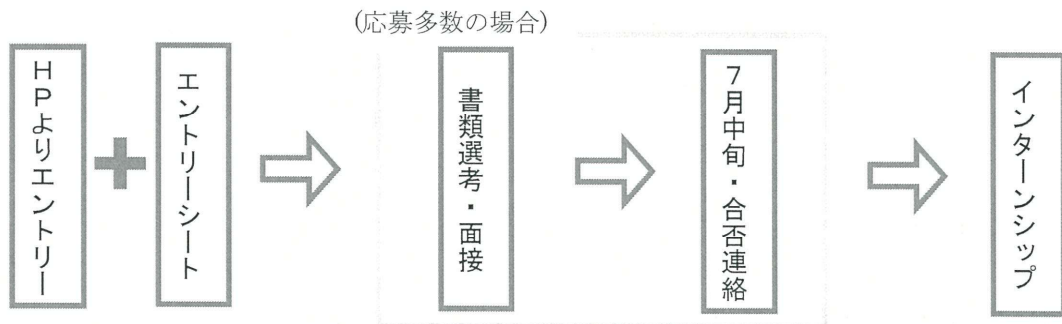 (応募多数の場合)
HPよりエントリー
エントリーシート
書類選考・面接
7月中旬・合否連絡
インターンシップ